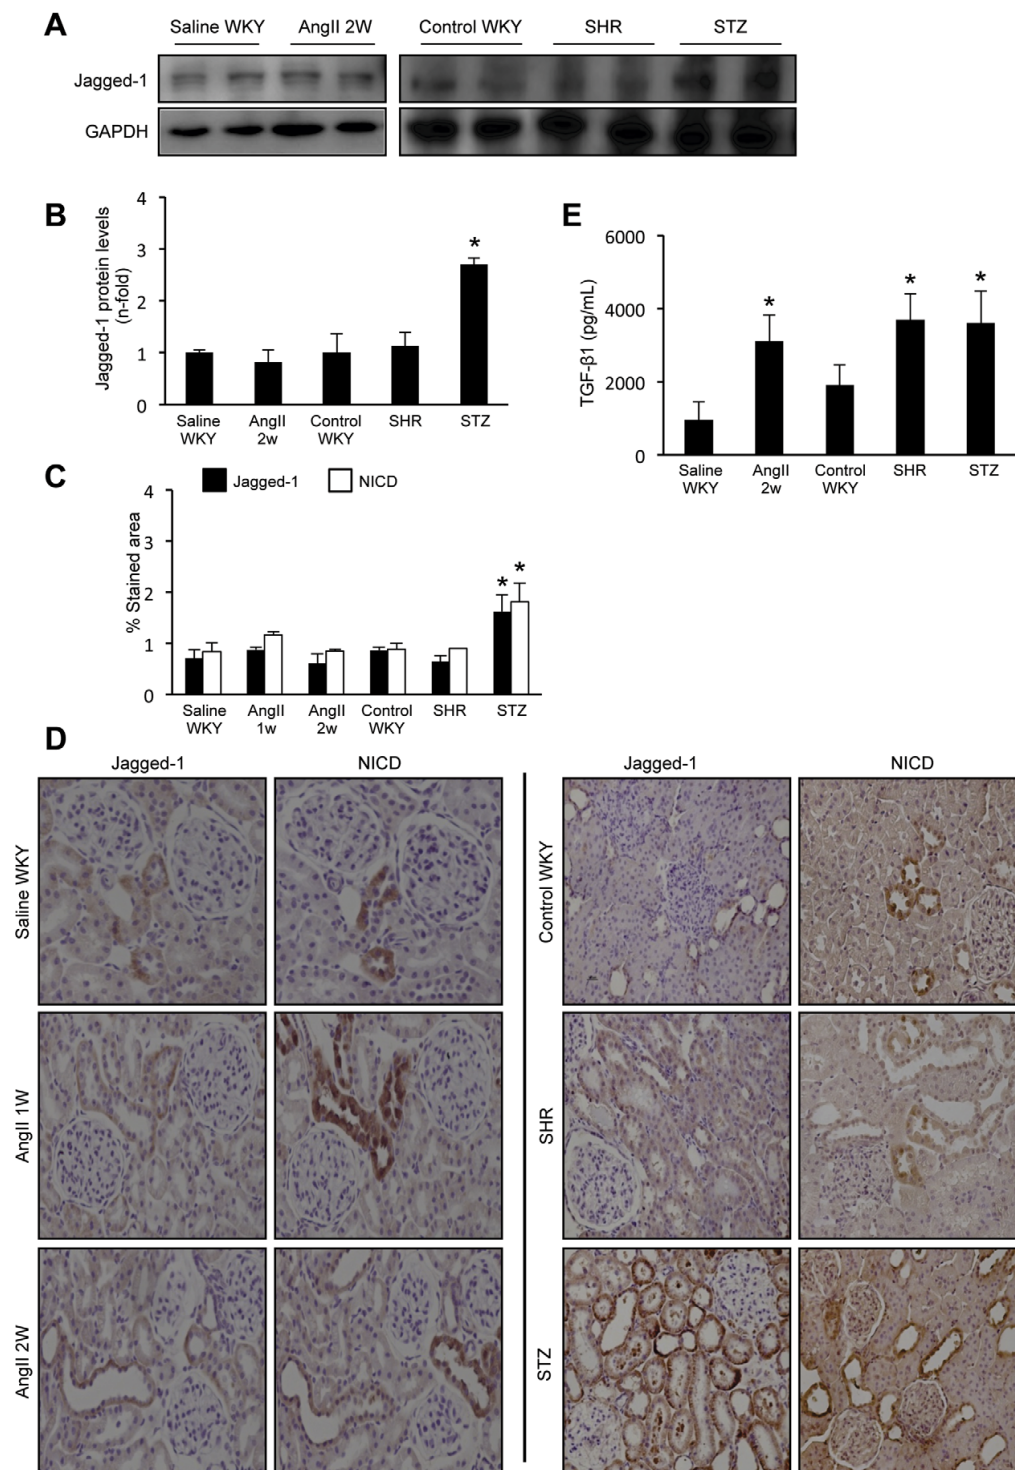 A
Saline WKY AngII 2W Control WKY SHR STZ
Jagged-1
GAPDH
B
Jagged-1 protein levels
(n-fold)
4
3
2
1
0
*
Saline
WKY
AngII
2w
Control
WKY
SHR
STZ
E
TGF-β1 (pg/mL)
6000
4000
2000
0
* * *
Saline
WKY
AngII
2w
Control
WKY
SHR
STZ
C
Jagged-1 NICD
% Stained area
4
3
2
1
0
* *
Saline
WKY
AngII
1w
AngII
2w
Control
WKY
SHR
STZ
D
Jagged-1 NICD Jagged-1 NICD
Saline WKY
AngII 1W
AngII 2W
Control WKY
SHR
STZ